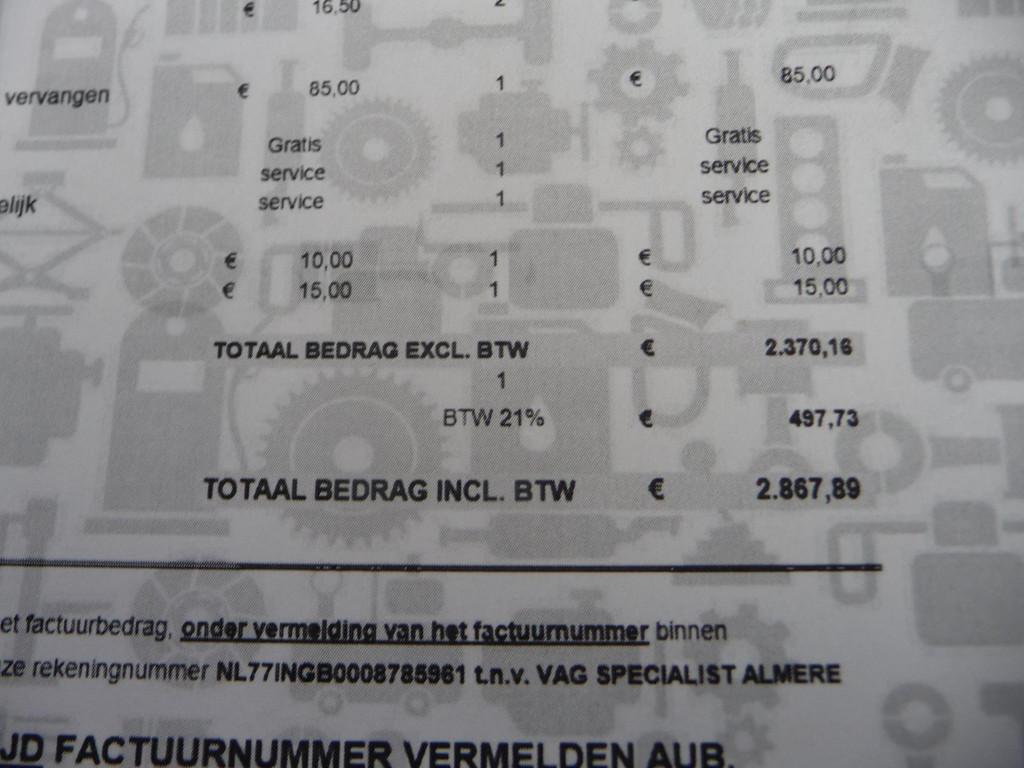 € 16,50 2 €
vervangen € 85,00 1 € 85,00
Gratis 1 Gratis
service 1 service
elijk service 1 service
€ 10,00 1 € 10,00
€ 15,00 1 € 15,00
TOTAAL BEDRAG EXCL. BTW € 2.370,16
1
BTW 21% € 497,73
TOTAAL BEDRAG INCL. BTW € 2.867,89
et factuurbedrag, onder vermelding van het factuurnummer binnen
ze rekeningnummer NL77INGB0008785961 t.n.v. VAG SPECIALIST ALMERE
JD FACTUURNUMMER VERMELDEN AUB.